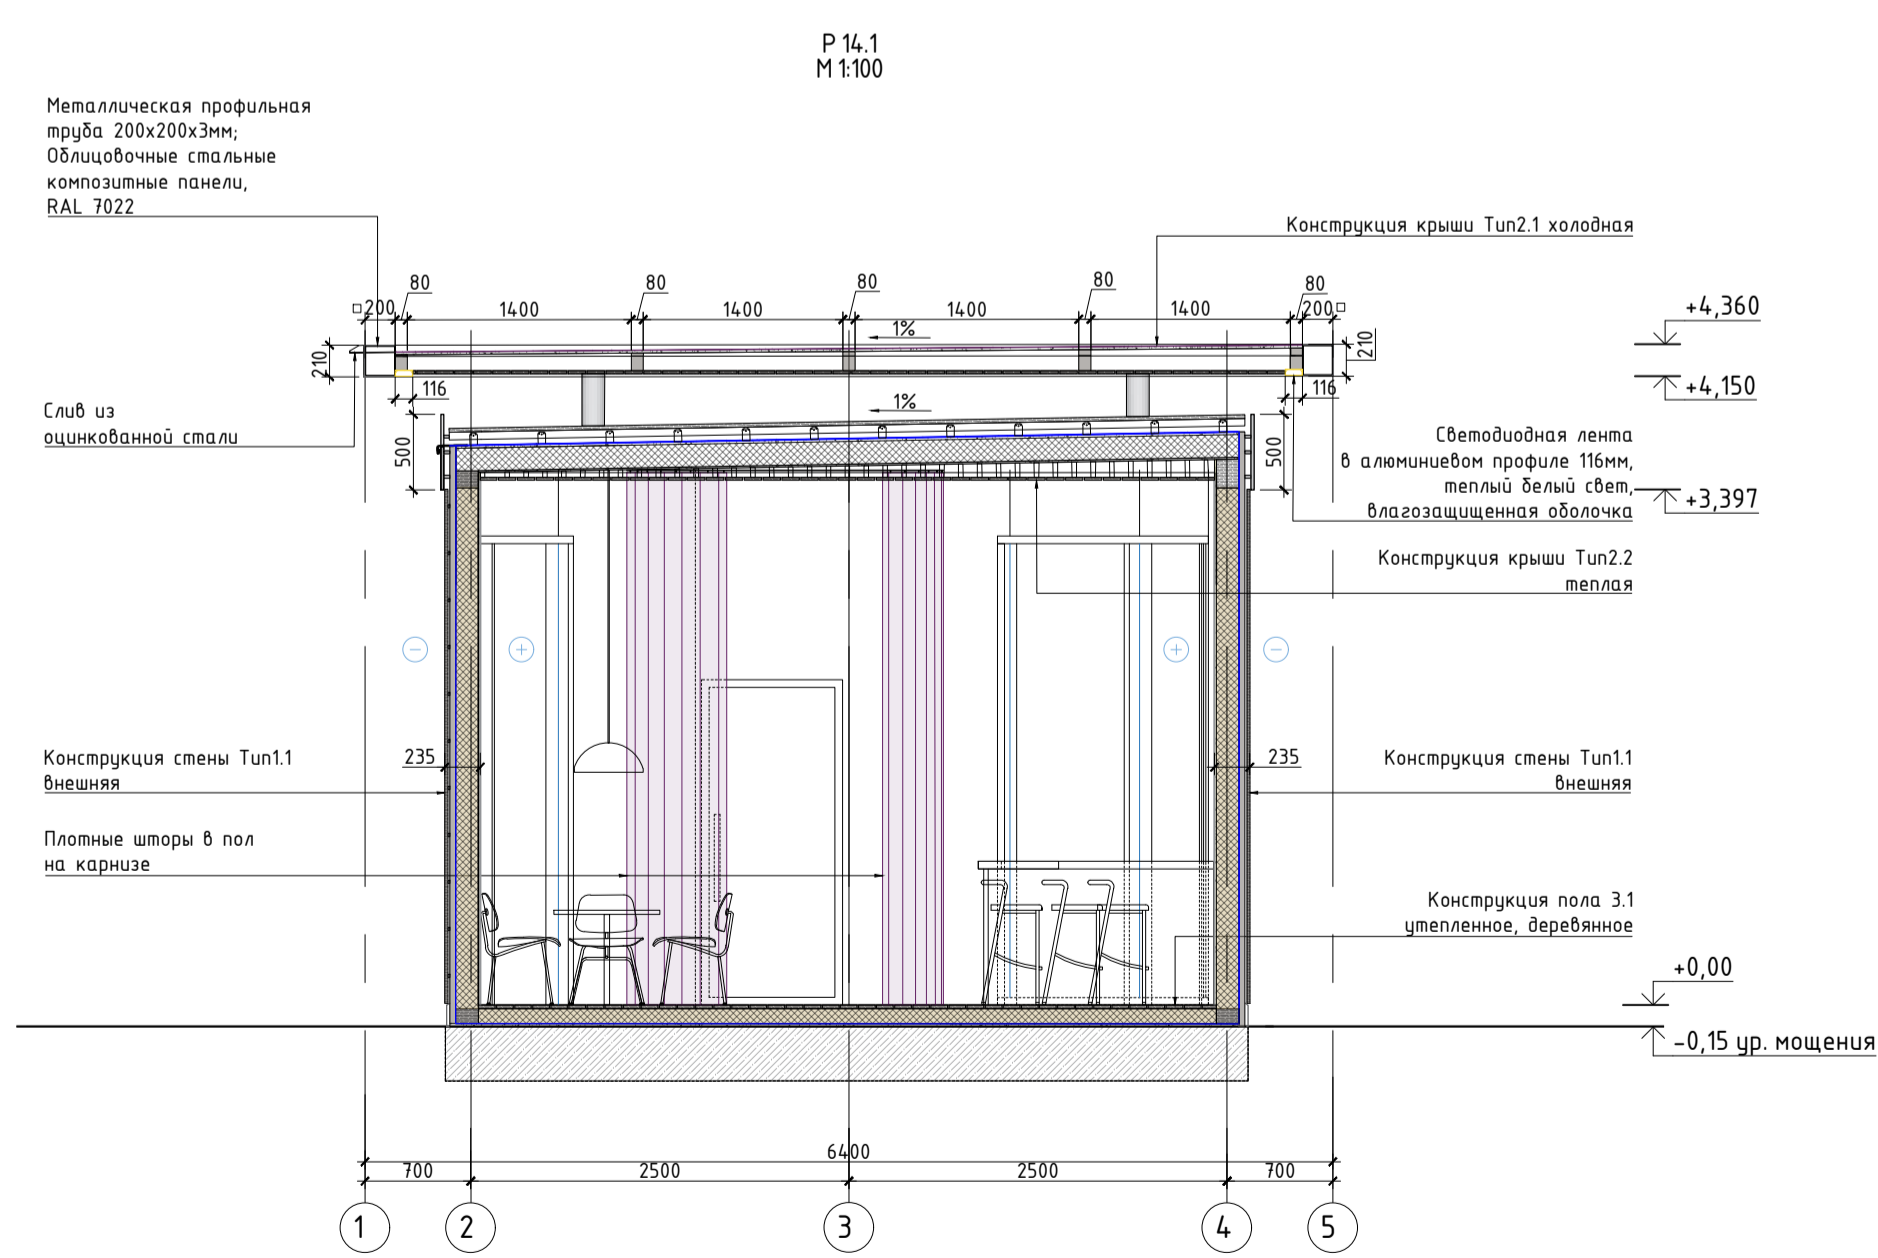 Р 14.1
М 1:100
Металлическая профильная
труба 200х200х3мм;
Облицовочные стальные
композитные панели,
RAL 7022
Конструкция крыши Тип2.1 холодная
80
80
80
80
80
□200
1400
1400
1400
1400
200□
+4,360
1%
210
210
116
116
+4,150
1%
Слив из
оцинкованной стали
500
500
Светодиодная лента
в алюминиевом профиле 116мм,
теплый белый свет,
влагозащищенная оболочка
+3,397
Конструкция крыши Тип2.2
теплая
−
+
+
−
Конструкция стены Тип1.1
внешняя
235
235
Конструкция стены Тип1.1
внешняя
Плотные шторы в пол
на карнизе
Конструкция пола 3.1
утепленное, деревянное
+0,00
-0,15 ур. мощения
6400
700
2500
2500
700
1
2
3
4
5